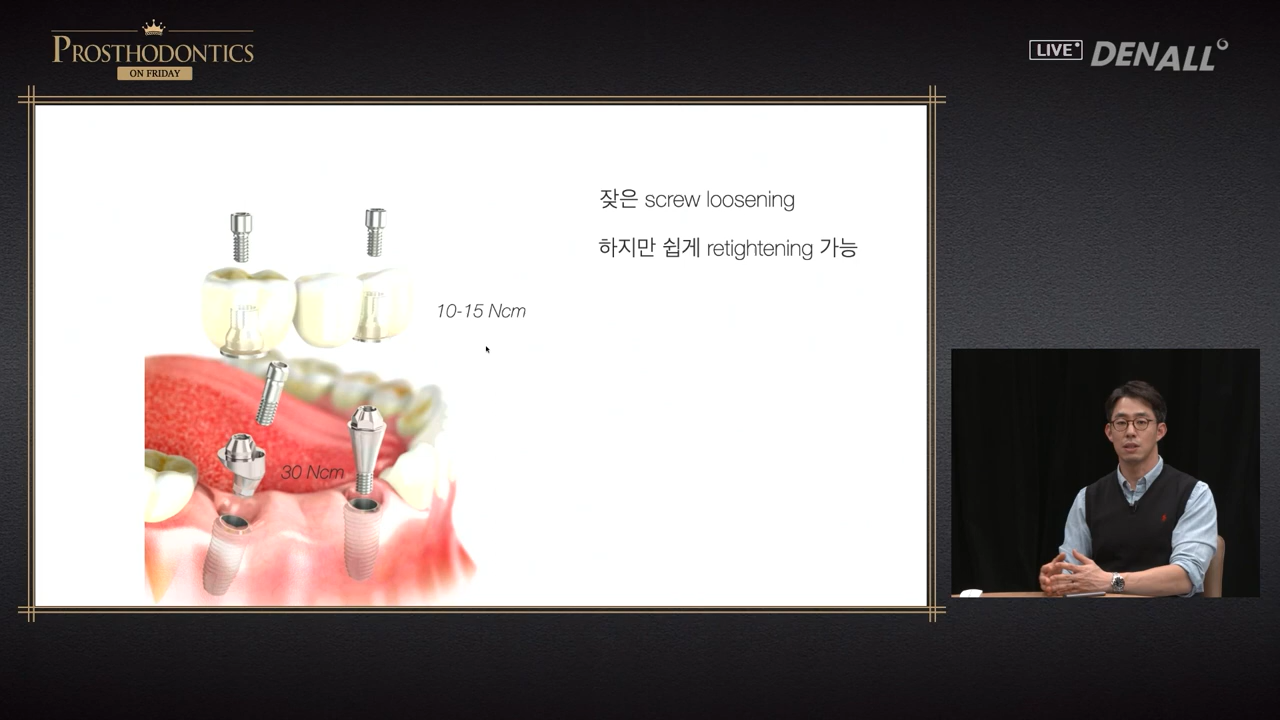 PROSTHODONTICS
ON FRIDAY
LIVE
DENALL
잦은 screw loosening
하지만 쉽게 retightening 가능
10-15 Ncm
30 Ncm